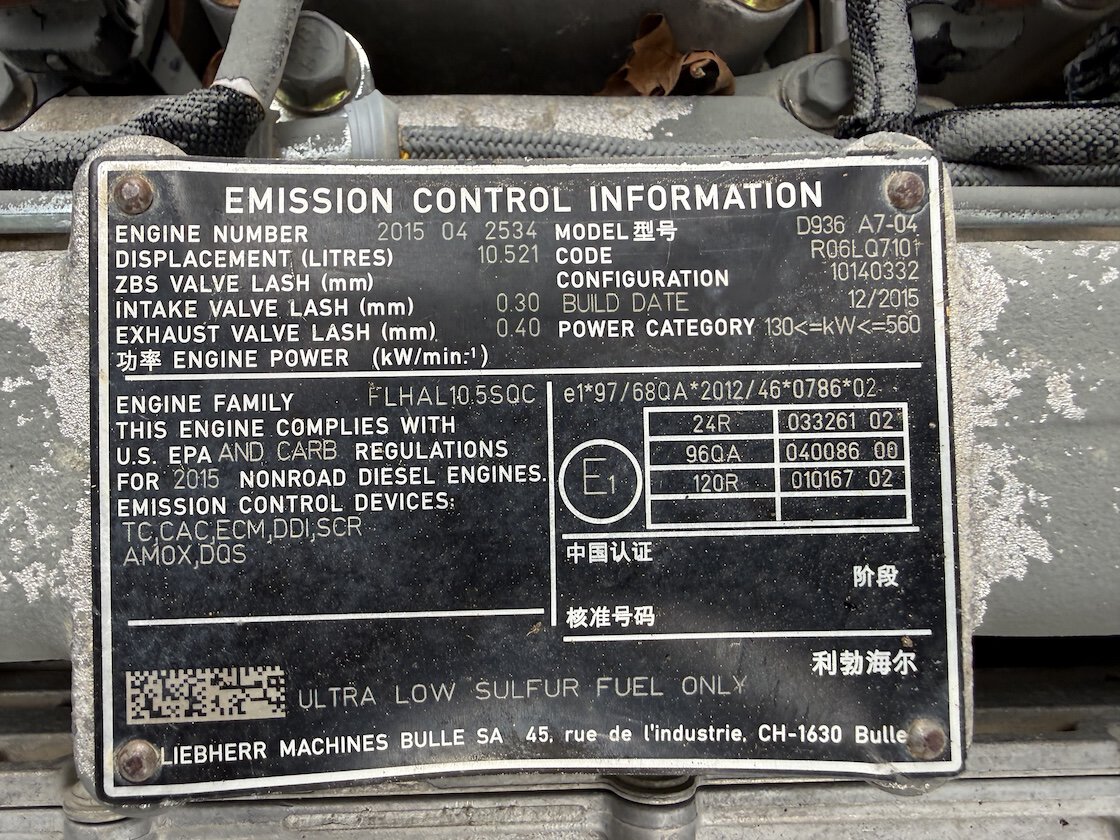 EMISSION CONTROL INFORMATION
ENGINE NUMBER 2015 04 2534
DISPLACEMENT (LITRES) 10.521
ZBS VALVE LASH (mm)
INTAKE VALVE LASH (mm) 0.30
EXHAUST VALVE LASH (mm) 0.40
功率 ENGINE POWER (kW/min.-¹)
MODEL型号 D936 A7-04
CODE R06LQ7101
CONFIGURATION 10140332
BUILD DATE 12/2015
POWER CATEGORY 130<=kW<=560
ENGINE FAMILY FLHAL10.5SQC
THIS ENGINE COMPLIES WITH
U.S. EPA AND CARB REGULATIONS
FOR 2015 NONROAD DIESEL ENGINES.
EMISSION CONTROL DEVICES:
TC,CAC,ECM,DDI,SCR
AMOX,DQS
e1*97/68QA*2012/46*0786*02
E1
24R 033261 02
96QA 040086 00
120R 010167 02
中国认证
阶段
核准号码
利勃海尔
ULTRA LOW SULFUR FUEL ONLY
LIEBHERR MACHINES BULLE SA 45, rue de l'industrie, CH-1630 Bulle